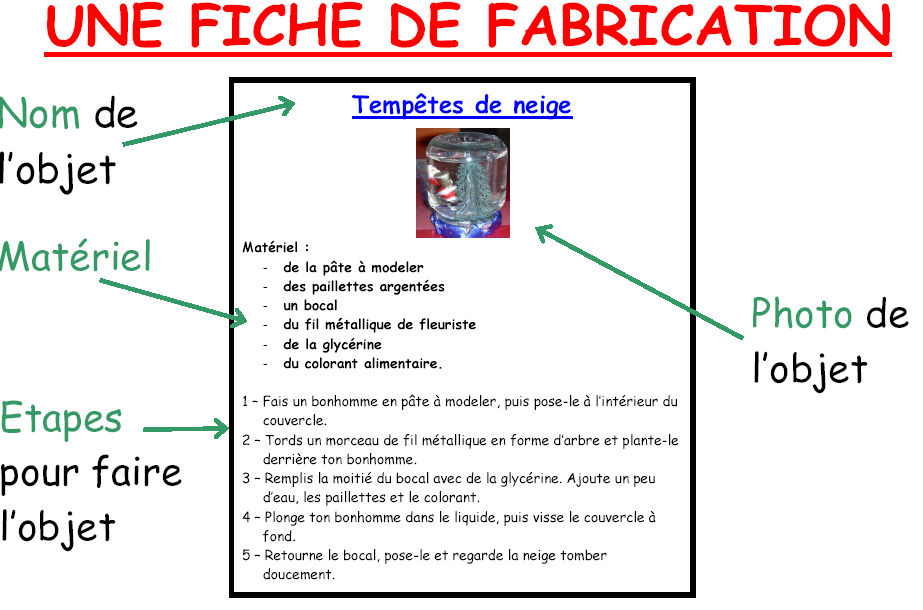 UNE FICHE DE FABRICATION
Nom de
l'objet
Matériel
Etapes
pour faire
l'objet
Tempêtes de neige
Matériel :
- de la pâte à modeler
- des paillettes argentées
- un bocal
- du fil métallique de fleuriste
- de la glycérine
- du colorant alimentaire.
1 – Fais un bonhomme en pâte à modeler, puis pose-le à l'intérieur du
couvercle.
2 – Tords un morceau de fil métallique en forme d'arbre et plante-le
derrière ton bonhomme.
3 – Remplis la moitié du bocal avec de la glycérine. Ajoute un peu
d'eau, les paillettes et le colorant.
4 – Plonge ton bonhomme dans le liquide, puis visse le couvercle à
fond.
5 – Retourne le bocal, pose-le et regarde la neige tomber
doucement.
Photo de
l'objet